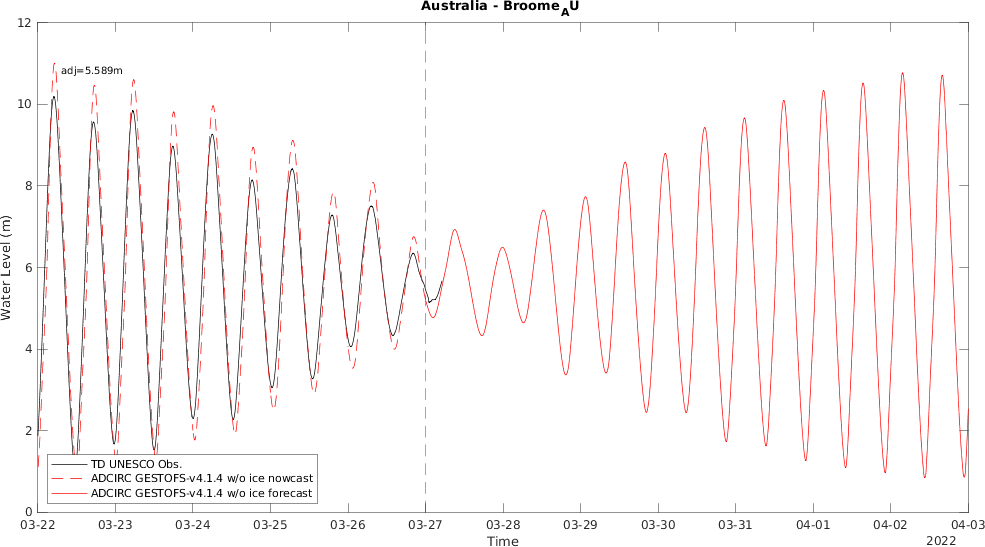 Australia - Broome_AU
12
adj=5.589m
10
8
6
4
2
0
Water Level (m)
TD UNESCO Obs.
ADCIRC GESTOFS-v4.1.4 w/o ice nowcast
ADCIRC GESTOFS-v4.1.4 w/o ice forecast
03-22 03-23 03-24 03-25 03-26 03-27 03-28 03-29 03-30 03-31 04-01 04-02 04-03
Time
2022